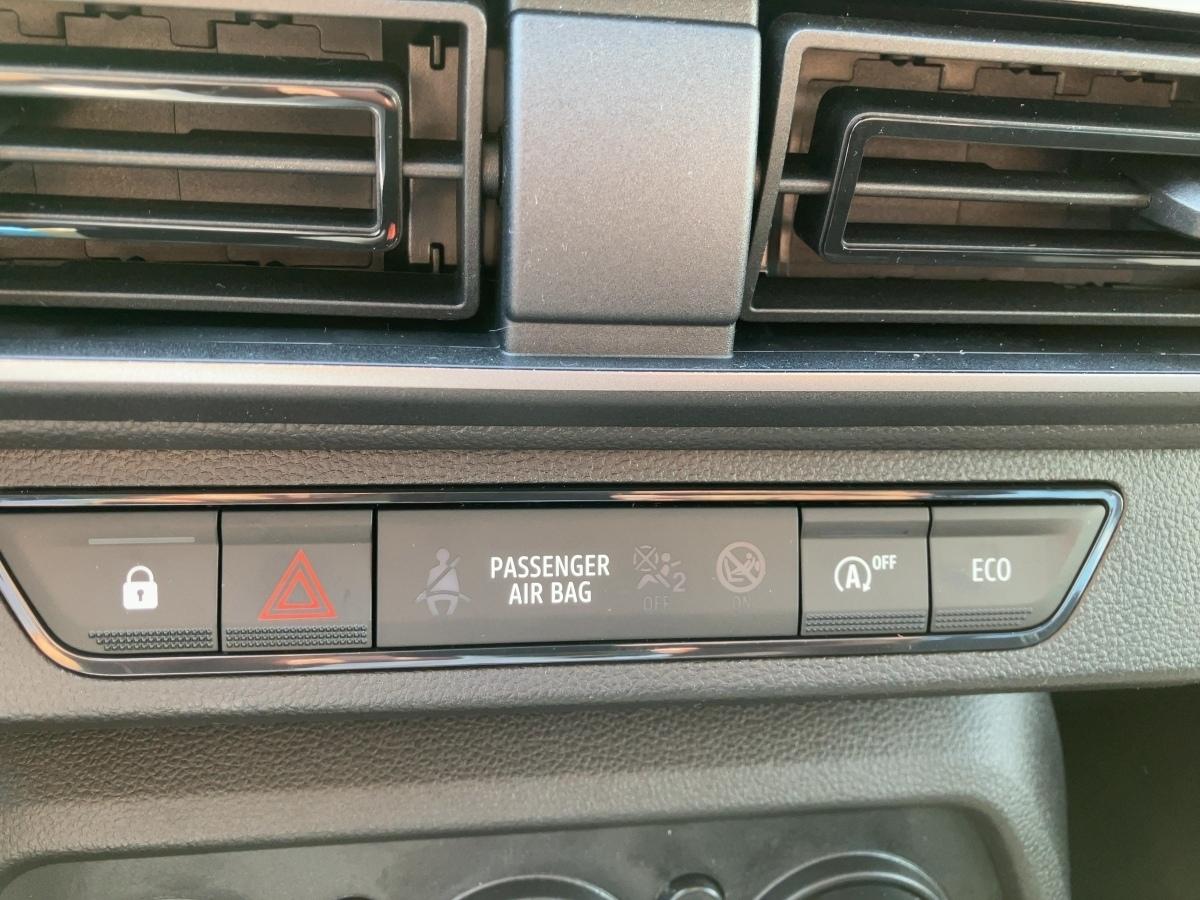 PASSENGER
AIR BAG
2
OFF
ON
A OFF
ECO